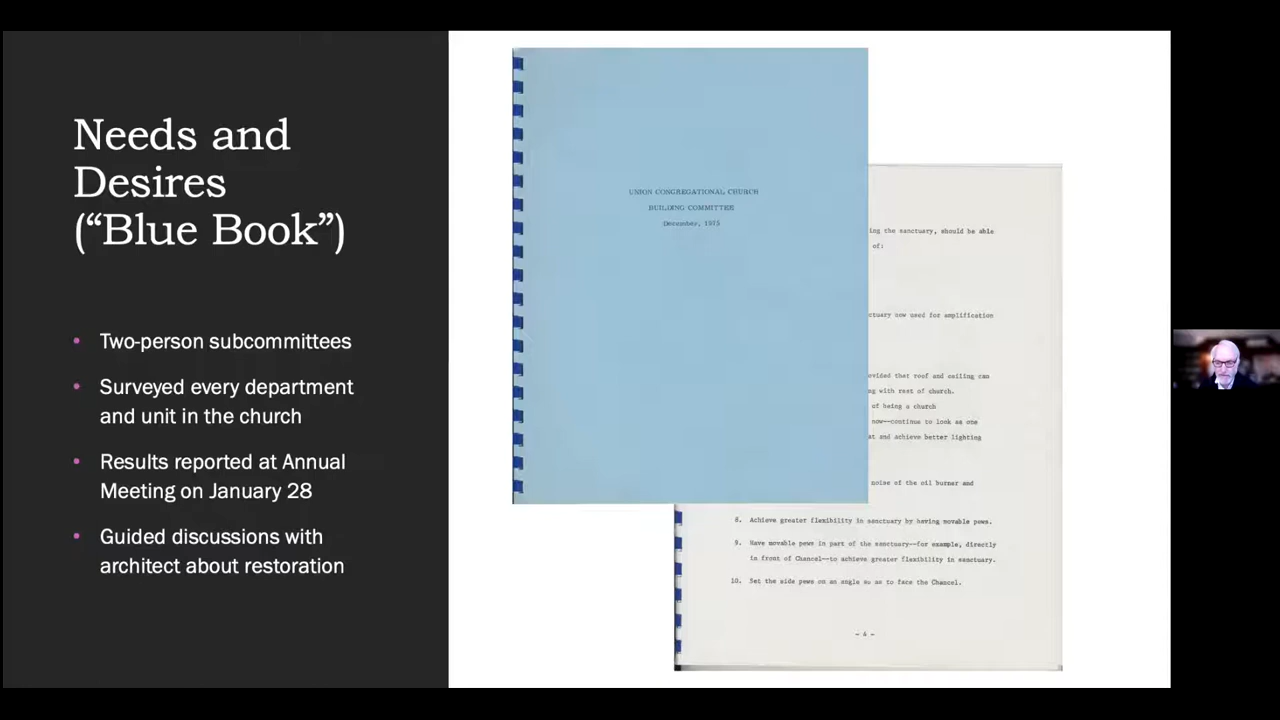 Needs and
Desires
(“Blue Book”)
• Two-person subcommittees
• Surveyed every department
and unit in the church
• Results reported at Annual
Meeting on January 28
• Guided discussions with
architect about restoration
UNION CONGREGATIONAL CHURCH
BUILDING COMMITTEE
December, 1975
ing the sanctuary, should be able
of:
ctuary now used for amplification
ovided that roof and ceiling can
ng with rest of church.
of being a church
now--continue to look as one
at and achieve better lighting
noise of the oil burner and
8. Achieve greater flexibility in sanctuary by having movable pews.
9. Have movable pews in part of the sanctuary--for example, directly
in front of Chancel--to achieve greater flexibility in sanctuary.
10. Set the side pews on an angle so as to face the Chancel.